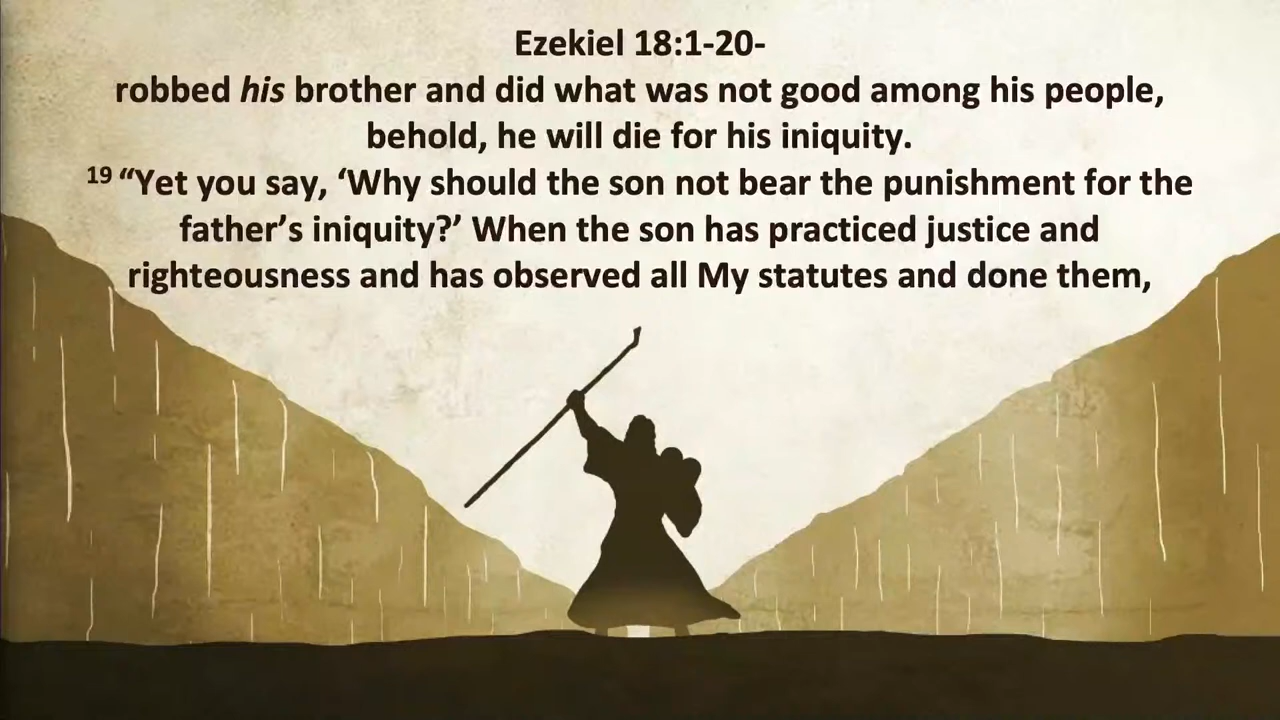 Ezekiel 18:1-20-
robbed his brother and did what was not good among his people,
behold, he will die for his iniquity.
19 “Yet you say, ‘Why should the son not bear the punishment for the
father’s iniquity?’ When the son has practiced justice and
righteousness and has observed all My statutes and done them,